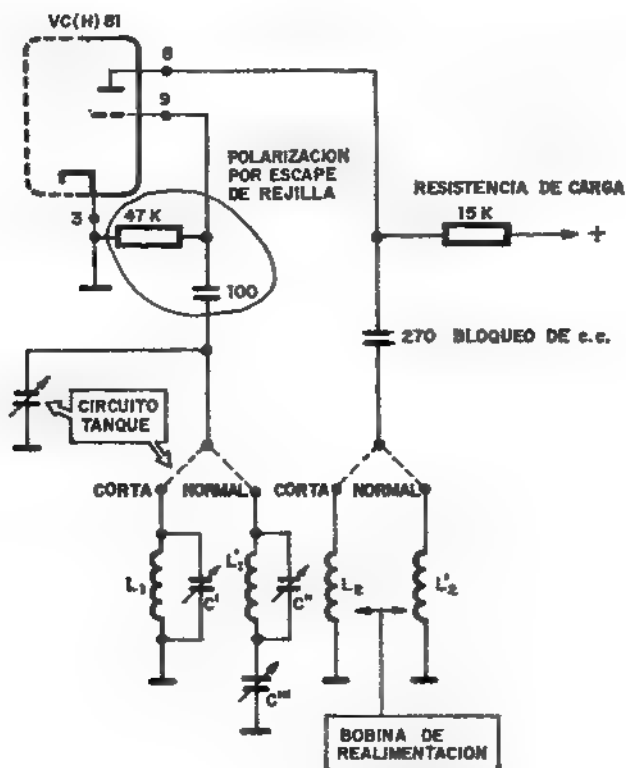 VC(H) 81
8
9
POLARIZACION
POR ESCAPE
DE REJILLA
RESISTENCIA DE CARGA
3
47 K
15 K
+
100
270 BLOQUEO DE c.c.
CIRCUITO
TANQUE
CORTA
NORMAL
CORTA
NORMAL
L1
C'
L'1
C"
L2
L'2
C"'
BOBINA DE
REALIMENTACION